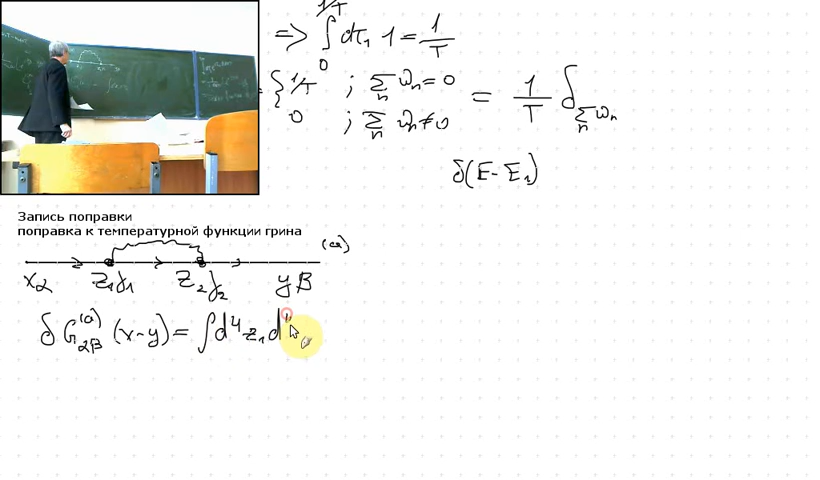 => ∫₀^{1/T} dτ₁ 1 = 1/T
= { 1/T ; Σₙ ωₙ = 0
0 ; Σₙ ωₙ ≠ 0 = 1/T δ_{Σₙ ωₙ}
δ(E - E₁)
Запись поправки
поправка к температурной функции грина
(a)
xα z₁γ₁ z₂γ₂ yβ
δG^{(a)}_{αβ}(x-y) = ∫d⁴z₁d